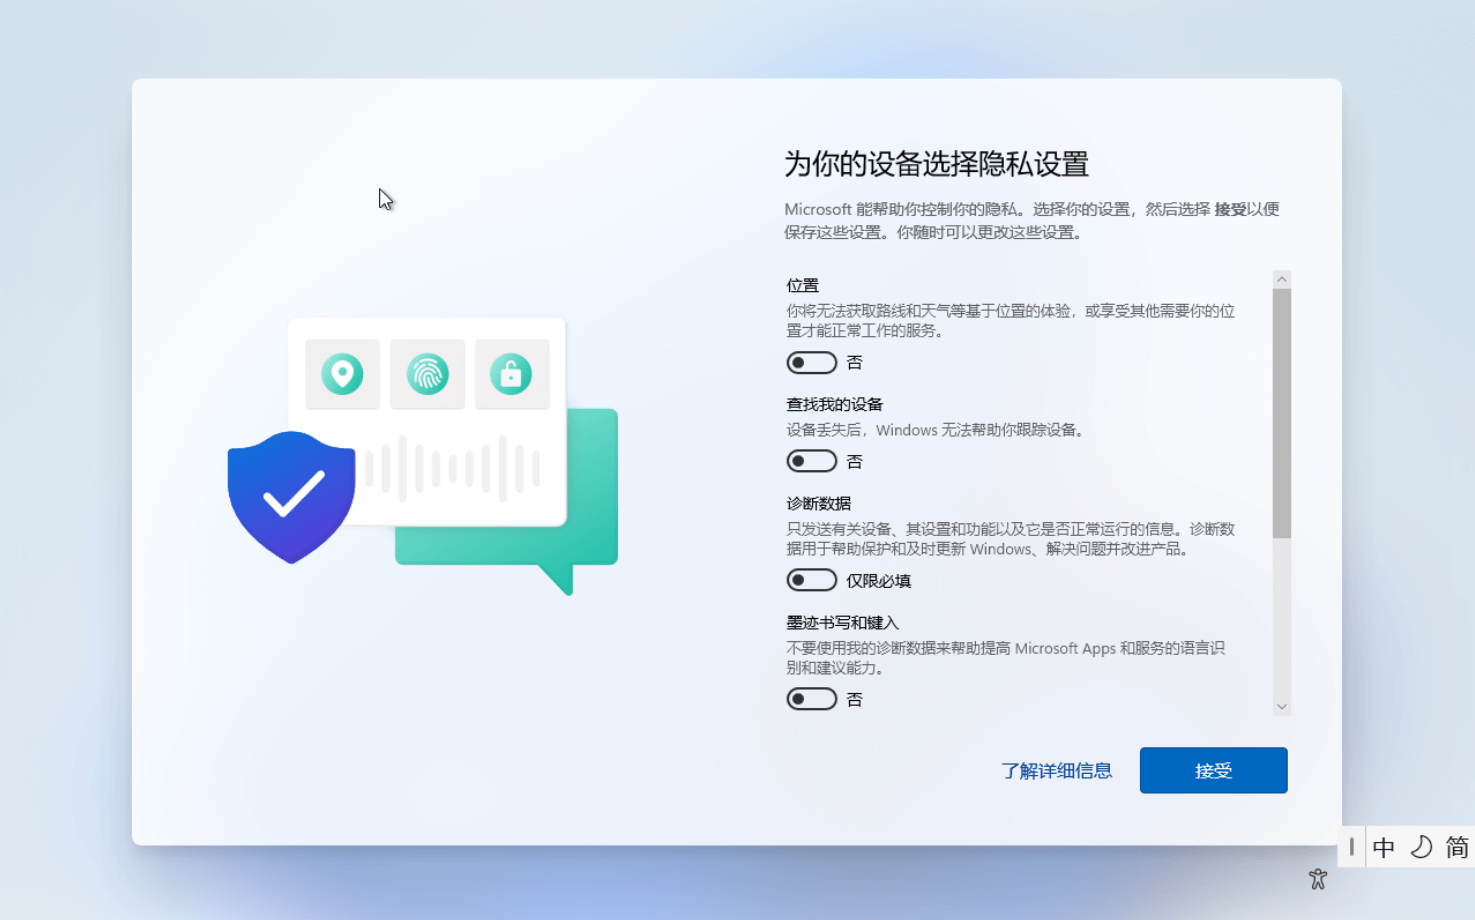 为你的设备选择隐私设置
Microsoft 能帮助你控制你的隐私。选择你的设置，然后选择 接受以便
保存这些设置。你随时可以更改这些设置。
位置
你将无法获取路线和天气等基于位置的体验，或享受其他需要你的位
置才能正常工作的服务。
否
查找我的设备
设备丢失后，Windows 无法帮助你跟踪设备。
否
诊断数据
只发送有关设备、其设置和功能以及它是否正常运行的信息。诊断数
据用于帮助保护和及时更新 Windows、解决问题并改进产品。
仅限必填
墨迹书写和键入
不要使用我的诊断数据来帮助提高 Microsoft Apps 和服务的语言识
别和建议能力。
否
了解详细信息
接受
中 简